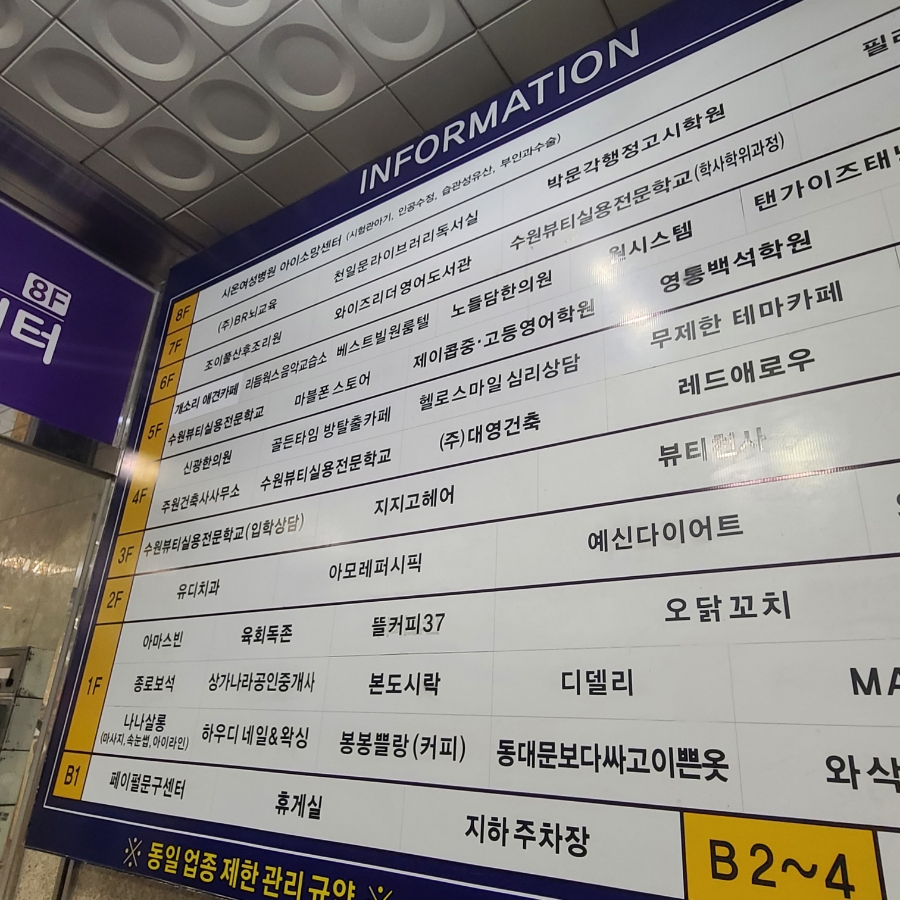 INFORMATION
8F
터
8F 시온여성병원 아이소망센터 (시험관아기, 인공수정, 습관성유산, 부인과수술)
7F (주)BR뇌교육 천일문라이브러리독서실 박문각행정고시학원
6F 조이풀산후조리원 와이즈리더영어도서관 수원뷰티실용전문학교(학사학위과정)
5F 개소리 애견카페 리듬웍스음악교습소 베스트빌원룸텔 노들담한의원 원시스템 탠가이즈태닝
수원뷰티실용전문학교 마블폰 스토어 제이콥중·고등영어학원 영통백석학원
4F 신광한의원 골든타임 방탈출카페 헬로스마일 심리상담 무제한 테마카페
주원건축사사무소 수원뷰티실용전문학교 (주)대영건축 레드애로우
3F 수원뷰티실용전문학교(입학상담) 지지고헤어 뷰티
2F 유디치과 아모레퍼시픽 예신다이어트
1F 아마스빈 육회독존 뜰커피37 오닭꼬치
종로보석 상가나라공인중개사 본도시락 디델리 MA
나나살롱 하우디 네일&왁싱 봉봉쁠랑(커피) 동대문보다싸고이쁜옷 와삭
(마사지, 속눈썹, 아이라인)
B1 페이펄문구센터 휴게실 지하주차장 B2~4
※ 동일 업종 제한 관리 규약 ※